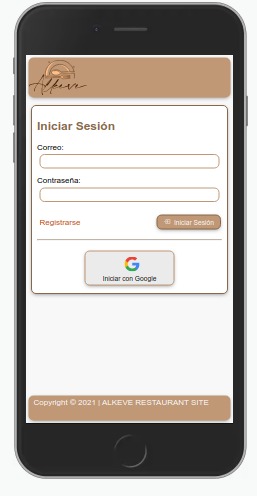 Alkeve
Iniciar Sesión
Correo:
Contraseña:
Registrarse
Iniciar Sesión
Iniciar con Google
Copyright © 2021 | ALKEVE RESTAURANT SITE